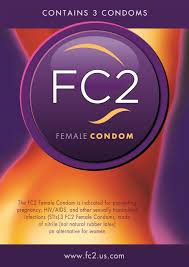 CONTAINS 3 CONDOMS
FC2
FEMALE CONDOM
The FC2 Female Condom is indicated for preventing
pregnancy, HIV/AIDS, and other sexually transmitted
infections (STIs).3 FC2 Female Condoms, made
of nitrile (not natural rubber latex)
an alternative for women.
www.fc2.us.com